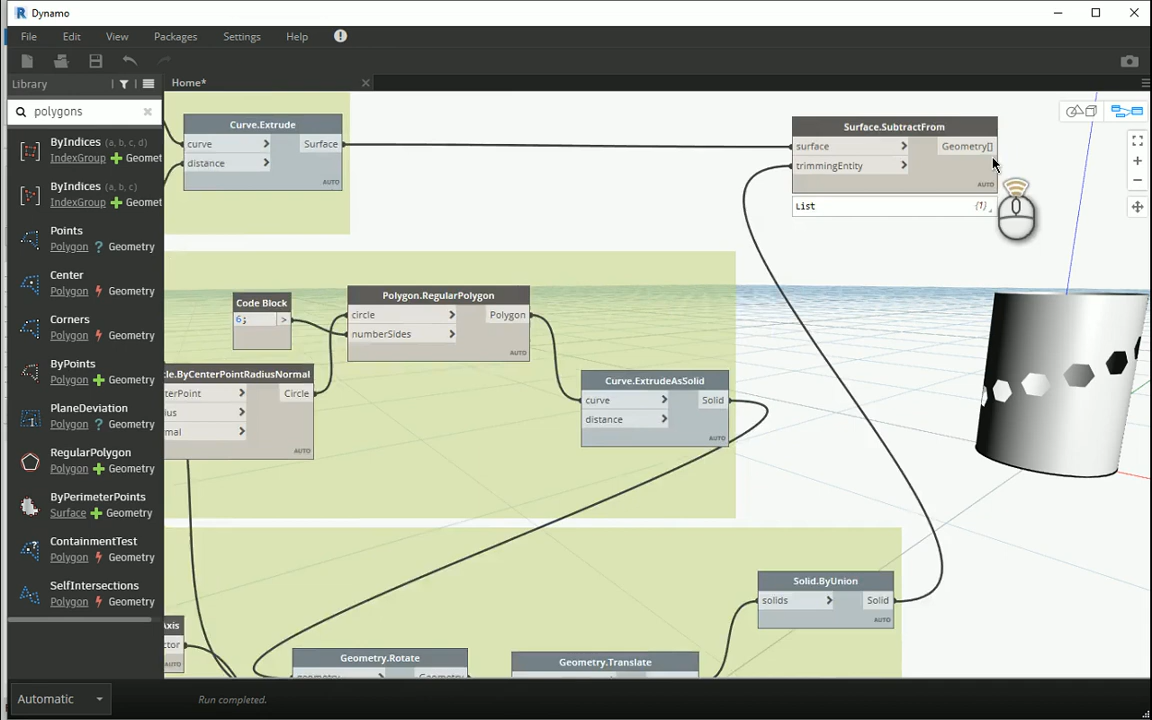 Dynamo
File Edit View Packages Settings Help
Library
Home*
polygons
ByIndices (a, b, c, d)
IndexGroup Geomet
ByIndices (a, b, c)
IndexGroup Geomet
Points
Polygon ? Geometry
Center
Polygon Geometry
Corners
Polygon Geometry
ByPoints
Polygon Geometry
PlaneDeviation
Polygon ? Geometry
RegularPolygon
Polygon Geometry
ByPerimeterPoints
Surface Geometry
ContainmentTest
Polygon Geometry
SelfIntersections
Polygon Geometry
Curve.Extrude
curve > Surface
distance >
AUTO
Surface.SubtractFrom
surface > Geometry[]
trimmingEntity >
AUTO
List {1}
Code Block
6; >
Polygon.RegularPolygon
circle > Polygon
numberSides >
AUTO
cle.ByCenterPointRadiusNormal
terPoint > Circle
ius >
mal >
AUTO
Curve.ExtrudeAsSolid
curve > Solid
distance >
AUTO
Solid.ByUnion
solids > Solid
AUTO
Axis
ctor
AUTO
Geometry.Rotate
Geometry.Translate
Automatic
Run completed.